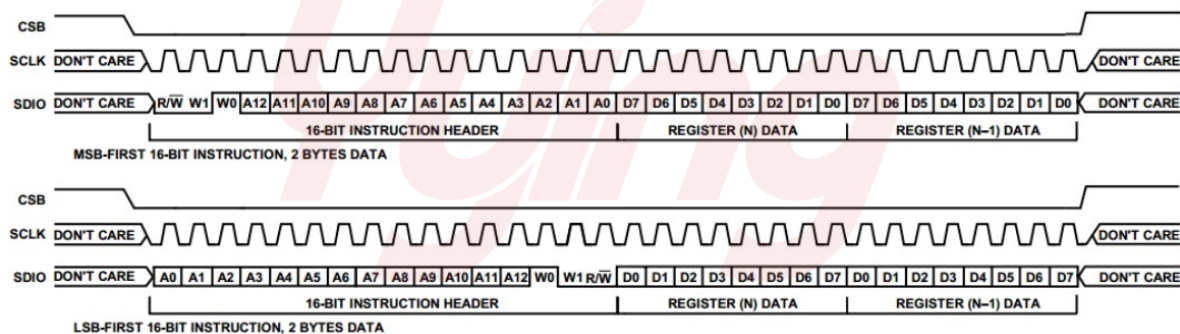 CSB
SCLK DON'T CARE DON'T CARE
SDIO DON'T CARE R/W̅ W1 W0 A12 A11 A10 A9 A8 A7 A6 A5 A4 A3 A2 A1 A0 D7 D6 D5 D4 D3 D2 D1 D0 D7 D6 D5 D4 D3 D2 D1 D0 DON'T CARE
16-BIT INSTRUCTION HEADER REGISTER (N) DATA REGISTER (N–1) DATA
MSB-FIRST 16-BIT INSTRUCTION, 2 BYTES DATA
CSB
SCLK DON'T CARE DON'T CARE
SDIO DON'T CARE A0 A1 A2 A3 A4 A5 A6 A7 A8 A9 A10 A11 A12 W0 W1 R/W̅ D0 D1 D2 D3 D4 D5 D6 D7 D0 D1 D2 D3 D4 D5 D6 D7 DON'T CARE
16-BIT INSTRUCTION HEADER REGISTER (N) DATA REGISTER (N–1) DATA
LSB-FIRST 16-BIT INSTRUCTION, 2 BYTES DATA